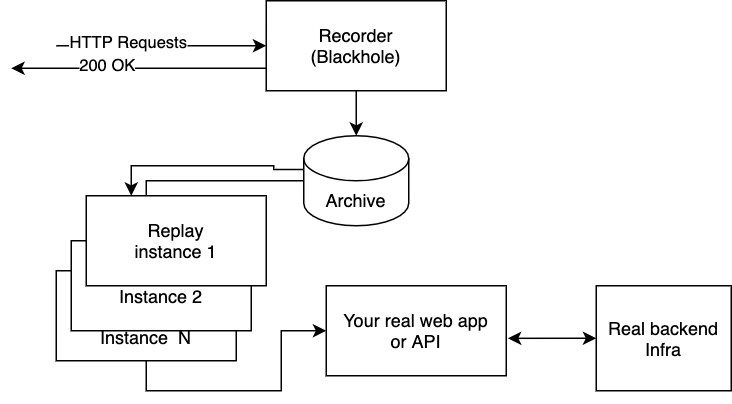 HTTP Requests
200 OK
Recorder
(Blackhole)
Archive
Replay
instance 1
Instance 2
Instance N
Your real web app
or API
Real backend
Infra